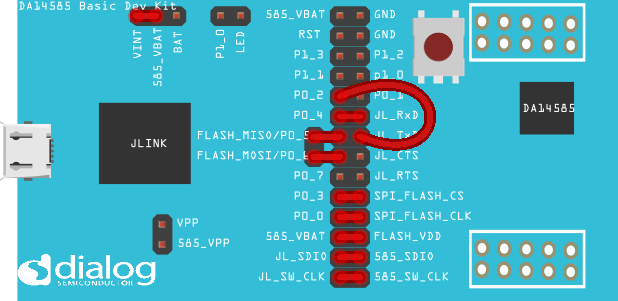 DA14585 Basic Dev Kit
VINT
585_VBAT
BAT
P1_0
LED
585_VBAT GND
RST GND
P1_3 P1_2
P1_1 P1_0
P0_2 P0_1
P0_4 JL_RxD
FLASH_MISO/P0_5 JL_TxD
FLASH_MOSI/P0_6 JL_CTS
P0_7 JL_RTS
P0_3 SPI_FLASH_CS
P0_0 SPI_FLASH_CLK
585_VBAT FLASH_VDD
JL_SDIO 585_SDIO
JL_SW_CLK 585_SW_CLK
JLINK
DA14585
VPP
585_VPP
dialog
SEMICONDUCTOR